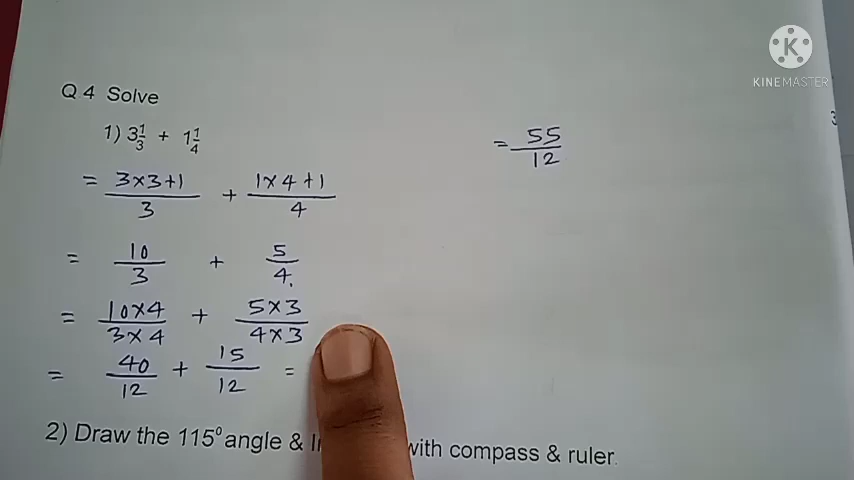 KINEMASTER
Q 4 Solve
1) 3 1/3 + 1 1/4
= 3×3+1/3 + 1×4+1/4
= 10/3 + 5/4
= 10×4/3×4 + 5×3/4×3
= 40/12 + 15/12 =
= 55/12
2) Draw the 115° angle & with compass & ruler.